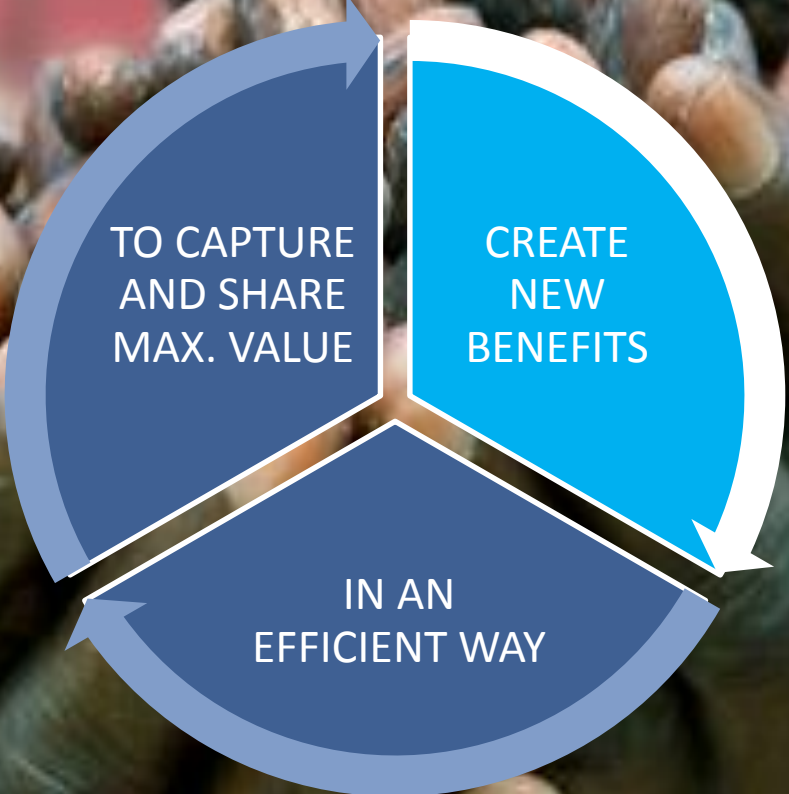 CREATE
NEW
BENEFITS
IN AN
EFFICIENT WAY
TO CAPTURE
AND SHARE
MAX. VALUE